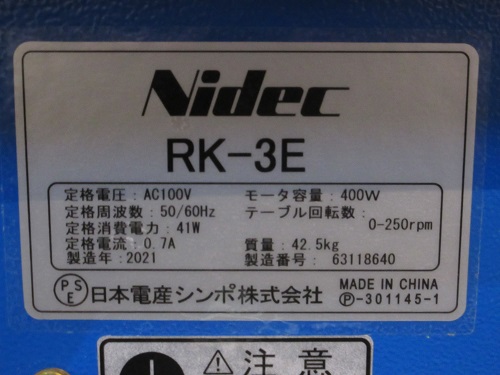 Nidec
RK-3E
定格電圧：AC100V モータ容量：400W
定格周波数：50/60Hz テーブル回転数：
定格消費電力：41W 0-250rpm
定格電流：0.7A 質量：42.5kg
製造年：2021 製造番号：63118640
PSE 日本電産シンポ株式会社 MADE IN CHINA
Ⓟ-301145-1
⚠注意